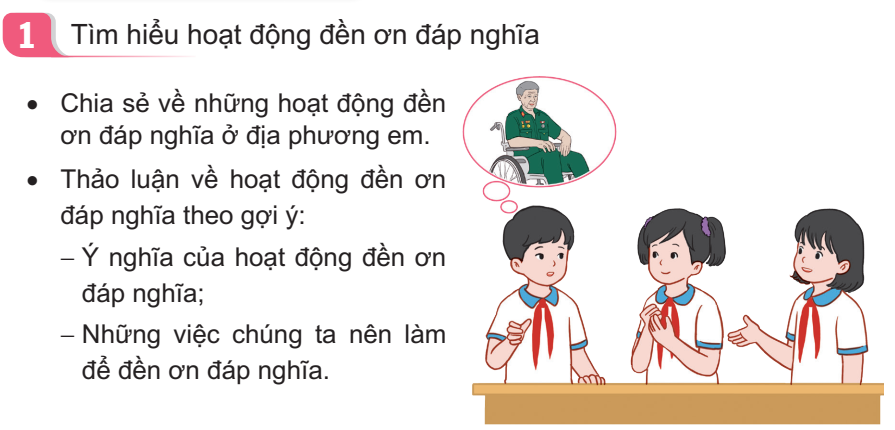 1 Tìm hiểu hoạt động đền ơn đáp nghĩa
• Chia sẻ về những hoạt động đền
ơn đáp nghĩa ở địa phương em.
• Thảo luận về hoạt động đền ơn
đáp nghĩa theo gợi ý:
– Ý nghĩa của hoạt động đền ơn
đáp nghĩa;
– Những việc chúng ta nên làm
để đền ơn đáp nghĩa.